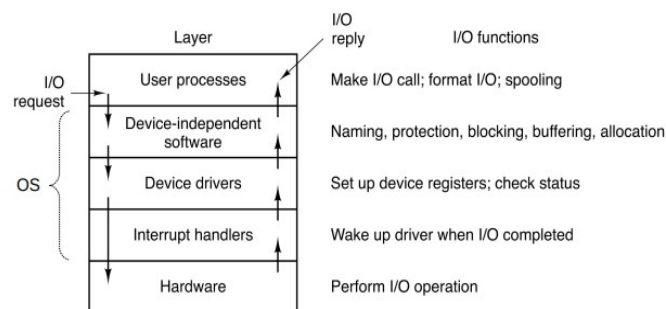 Layer
I/O
reply
I/O functions
I/O
request
User processes
Make I/O call; format I/O; spooling
Device-independent
software
Naming, protection, blocking, buffering, allocation
OS
Device drivers
Set up device registers; check status
Interrupt handlers
Wake up driver when I/O completed
Hardware
Perform I/O operation